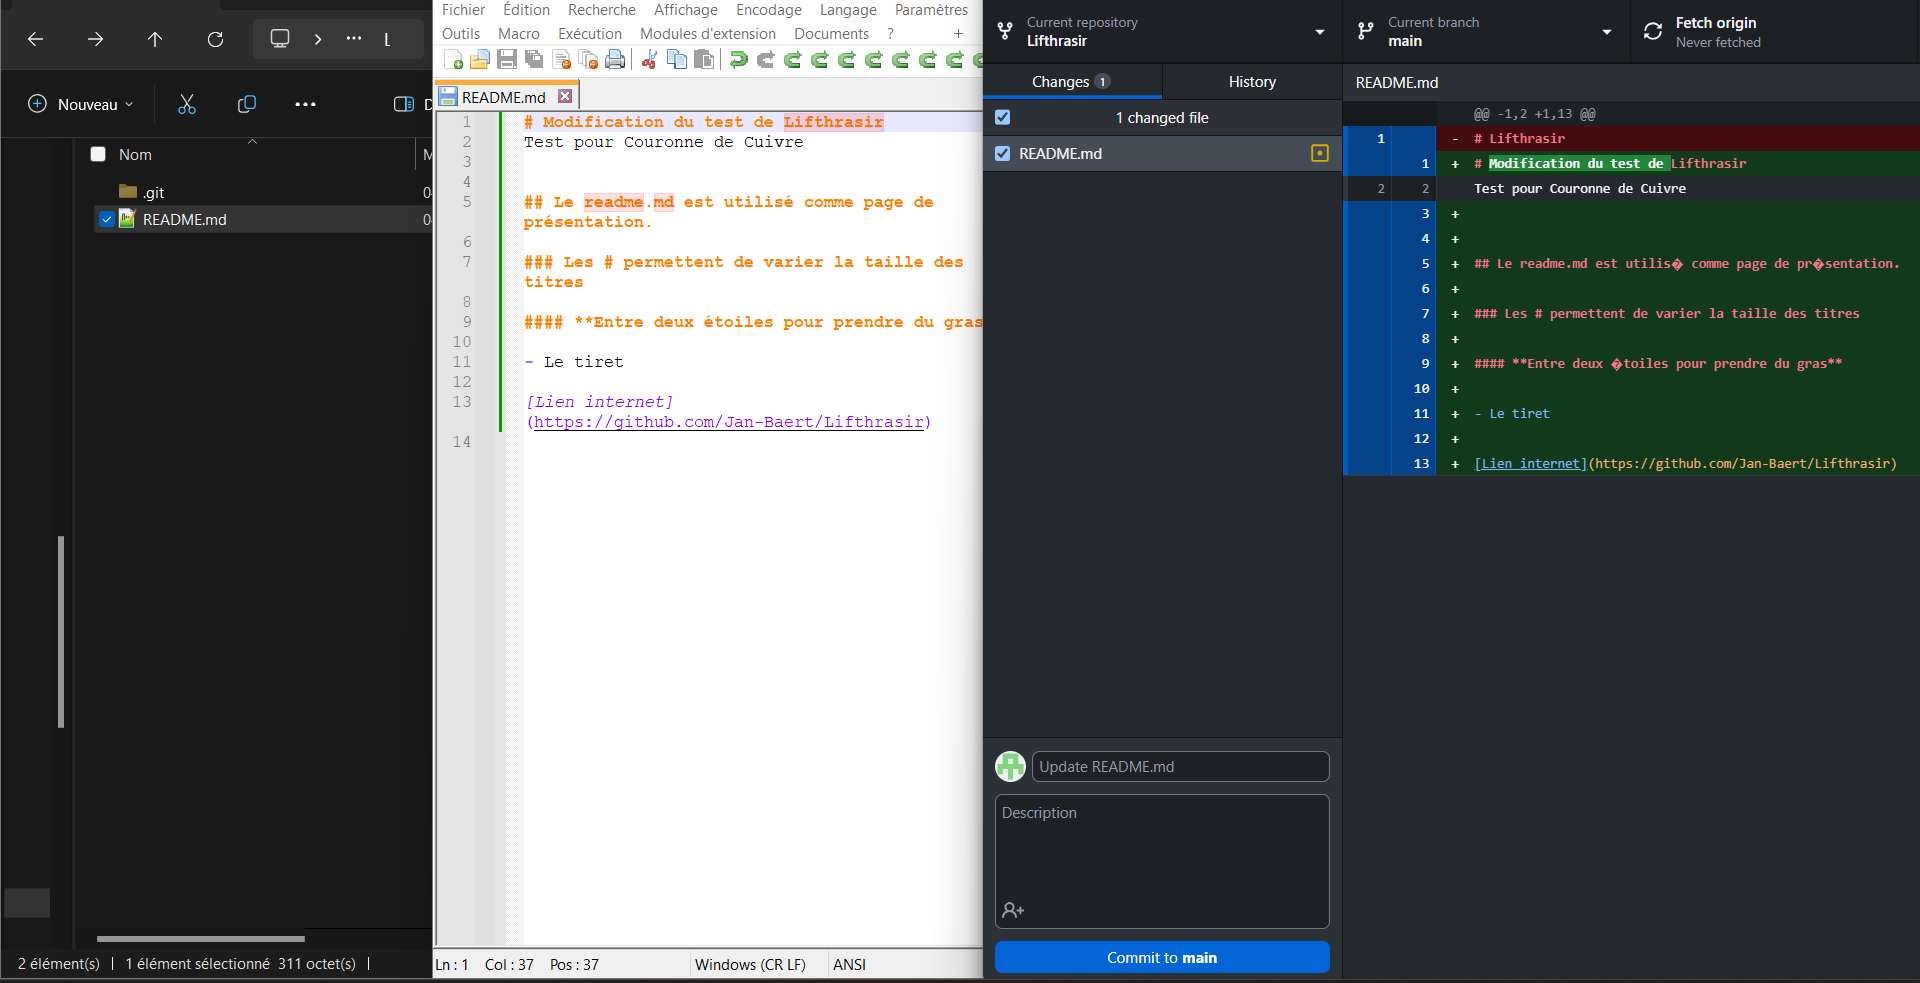 Nouveau
D
Nom
M
.git
0
README.md
0
2 élément(s)
1 élément sélectionné 311 octet(s)
Fichier Édition Recherche Affichage Encodage Langage Paramètres
Outils Macro Exécution Modules d'extension Documents ? +
README.md
1 # Modification du test de Lifthrasir
2 Test pour Couronne de Cuivre
3
4
5 ## Le readme.md est utilisé comme page de
présentation.
6
7 ### Les # permettent de varier la taille des
titres
8
9 #### **Entre deux étoiles pour prendre du gras
10
11 - Le tiret
12
13 [Lien internet]
(https://github.com/Jan-Baert/Lifthrasir)
14
Ln : 1 Col : 37 Pos : 37
Windows (CR LF)
ANSI
Current repository
Lifthrasir
Current branch
main
Fetch origin
Never fetched
Changes 1
History
1 changed file
README.md
Update README.md
Description
Commit to main
README.md
@@ -1,2 +1,13 @@
1 - # Lifthrasir
1 + # Modification du test de Lifthrasir
2 2 Test pour Couronne de Cuivre
3 +
4 +
5 + ## Le readme.md est utilis� comme page de pr�sentation.
6 +
7 + ### Les # permettent de varier la taille des titres
8 +
9 + #### **Entre deux �toiles pour prendre du gras**
10 +
11 + - Le tiret
12 +
13 + [Lien internet](https://github.com/Jan-Baert/Lifthrasir)